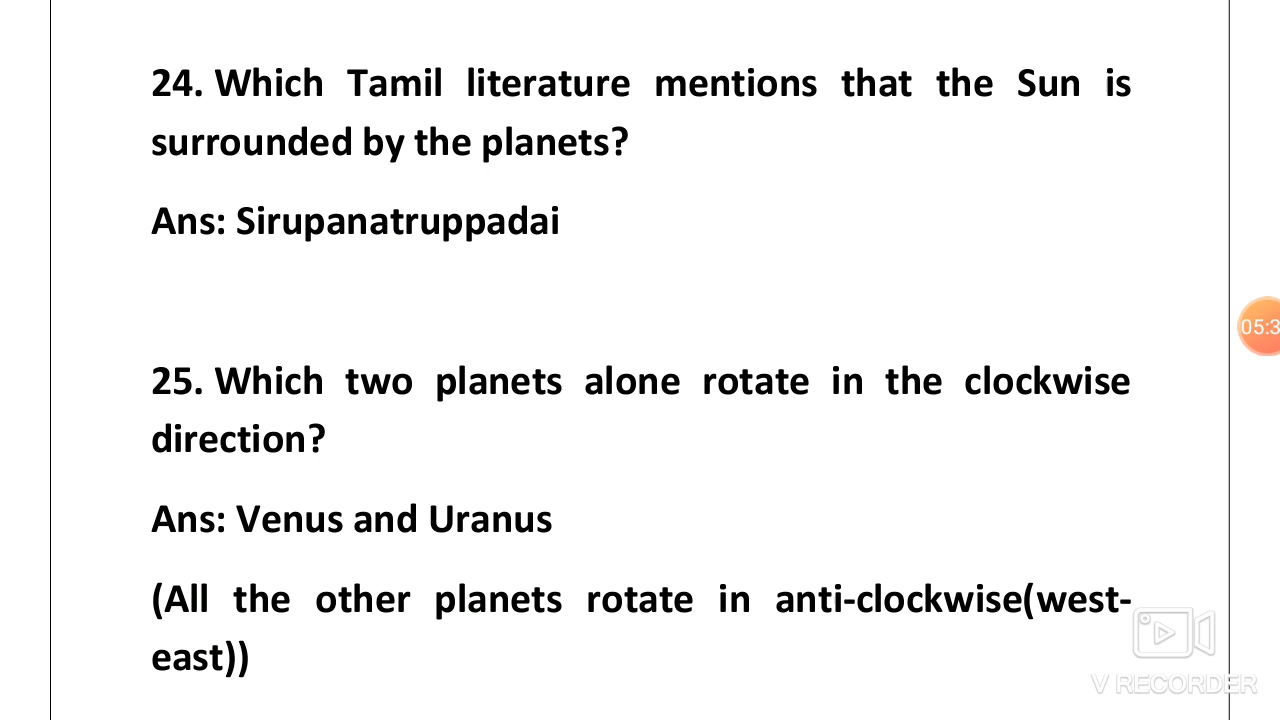 24. Which Tamil literature mentions that the Sun is
surrounded by the planets?
Ans: Sirupanatruppadai
25. Which two planets alone rotate in the clockwise
direction?
Ans: Venus and Uranus
(All the other planets rotate in anti-clockwise(west-
east))
05:3
V RECORDER